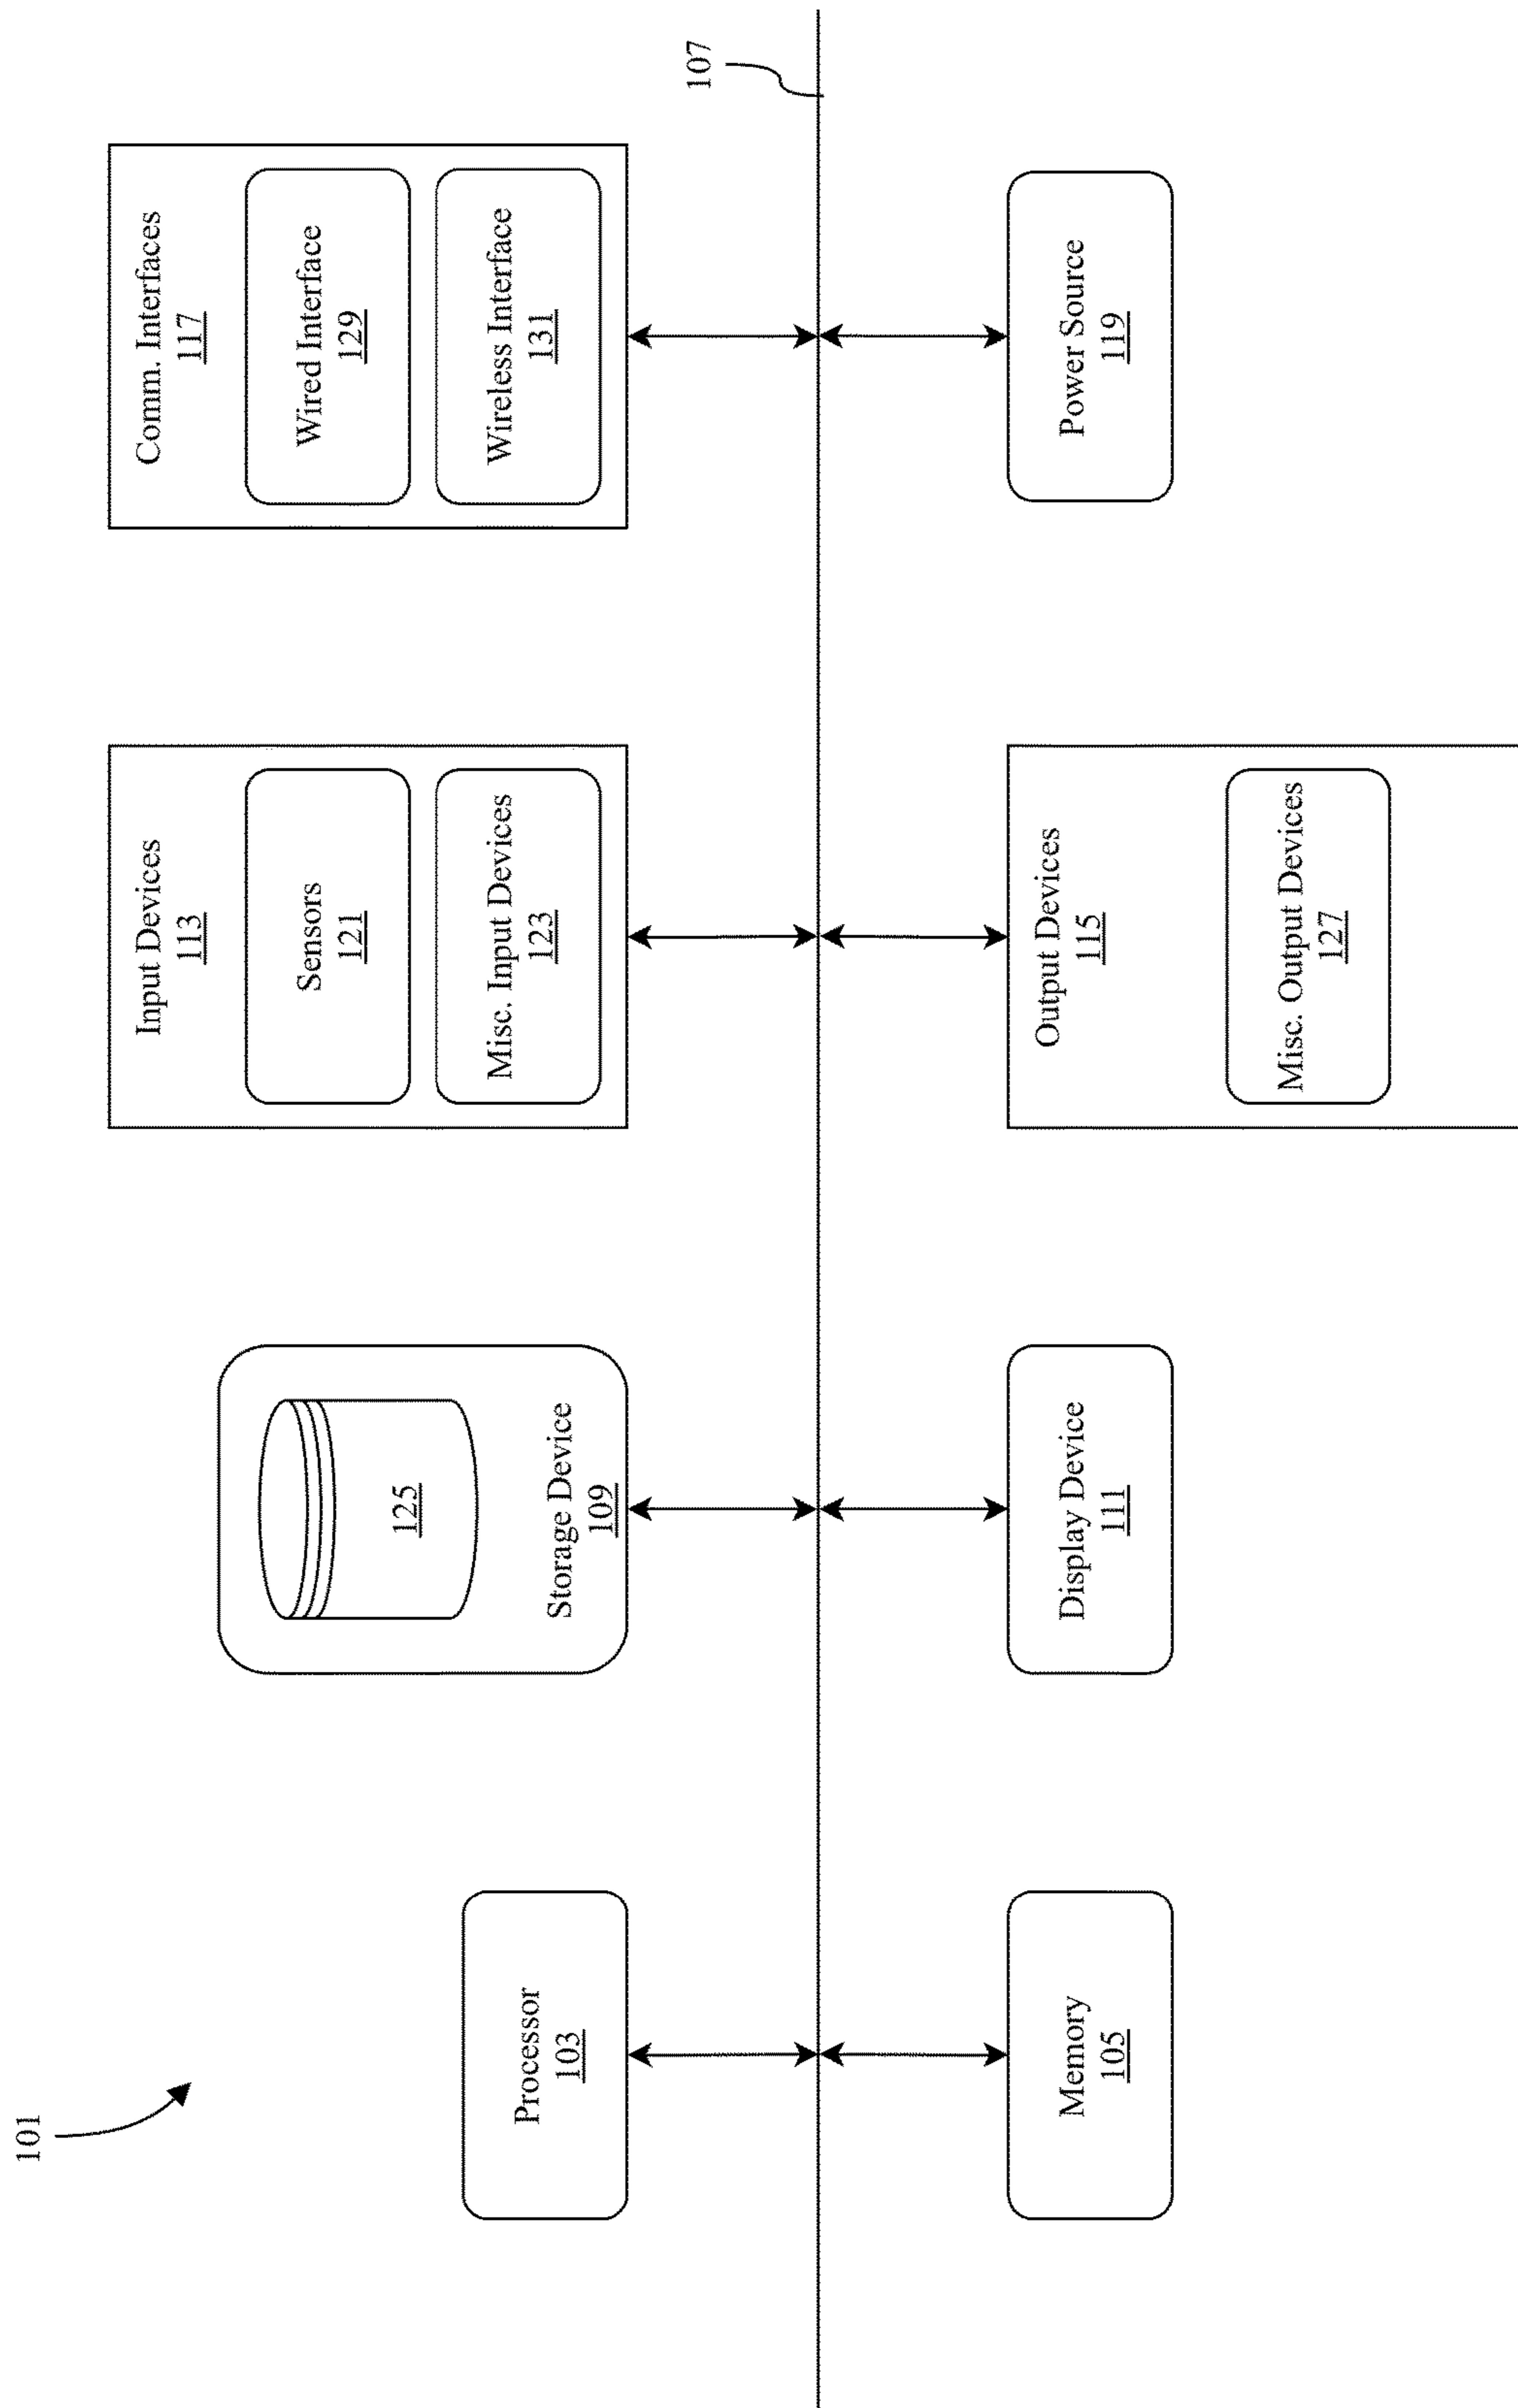 101
Processor
103
125
Storage Device
109
Input Devices
113
Sensors
121
Misc. Input Devices
123
Comm. Interfaces
117
Wired Interface
129
Wireless Interface
131
107
Memory
105
Display Device
111
Output Devices
115
Misc. Output Devices
127
Power Source
119